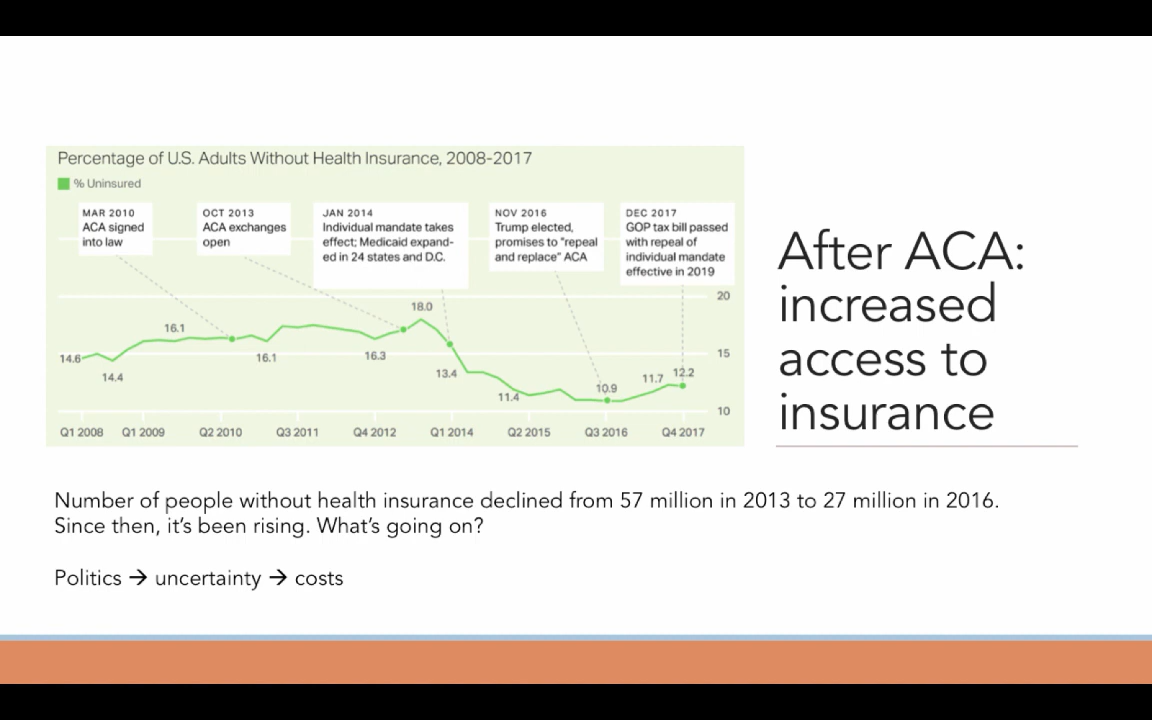 Percentage of U.S. Adults Without Health Insurance, 2008-2017
% Uninsured
MAR 2010
ACA signed
into law
OCT 2013
ACA exchanges
open
JAN 2014
Individual mandate takes
effect; Medicaid expand-
ed in 24 states and D.C.
NOV 2016
Trump elected,
promises to "repeal
and replace" ACA
DEC 2017
GOP tax bill passed
with repeal of
individual mandate
effective in 2019
20
18.0
16.1
15
14.6
16.1
16.3
14.4
13.4
11.4
10.9
11.7
12.2
10
Q1 2008
Q1 2009
Q2 2010
Q3 2011
Q4 2012
Q1 2014
Q2 2015
Q3 2016
Q4 2017
After ACA:
increased
access to
insurance
Number of people without health insurance declined from 57 million in 2013 to 27 million in 2016.
Since then, it's been rising. What's going on?
Politics → uncertainty → costs